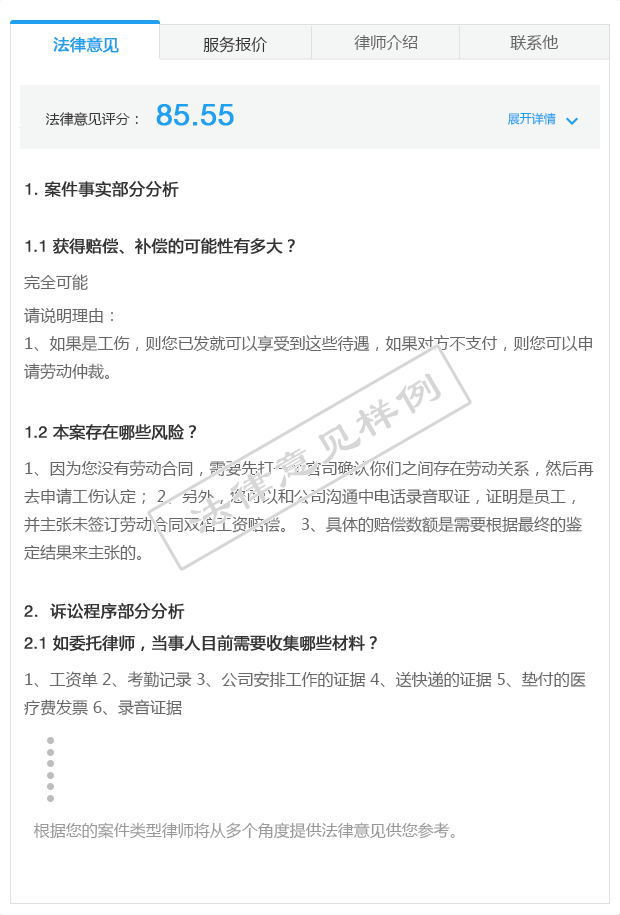 法律意见 服务报价 律师介绍 联系他
法律意见评分： 85.55 展开详情
1. 案件事实部分分析
1.1 获得赔偿、补偿的可能性有多大？
完全可能
请说明理由：
1、如果是工伤，则您已发就可以享受到这些待遇，如果对方不支付，则您可以申
请劳动仲裁。
1.2 本案存在哪些风险？
1、因为您没有劳动合同，需要先打一个官司确认你们之间存在劳动关系，然后再
去申请工伤认定； 2、另外，您可以和公司沟通中电话录音取证，证明是员工，
并主张未签订劳动合同双倍工资赔偿。 3、具体的赔偿数额是需要根据最终的鉴
定结果来主张的。
法律意见样例
2. 诉讼程序部分分析
2.1 如委托律师，当事人目前需要收集哪些材料？
1、工资单 2、考勤记录 3、公司安排工作的证据 4、送快递的证据 5、垫付的医
疗费发票 6、录音证据
根据您的案件类型律师将从多个角度提供法律意见供您参考。